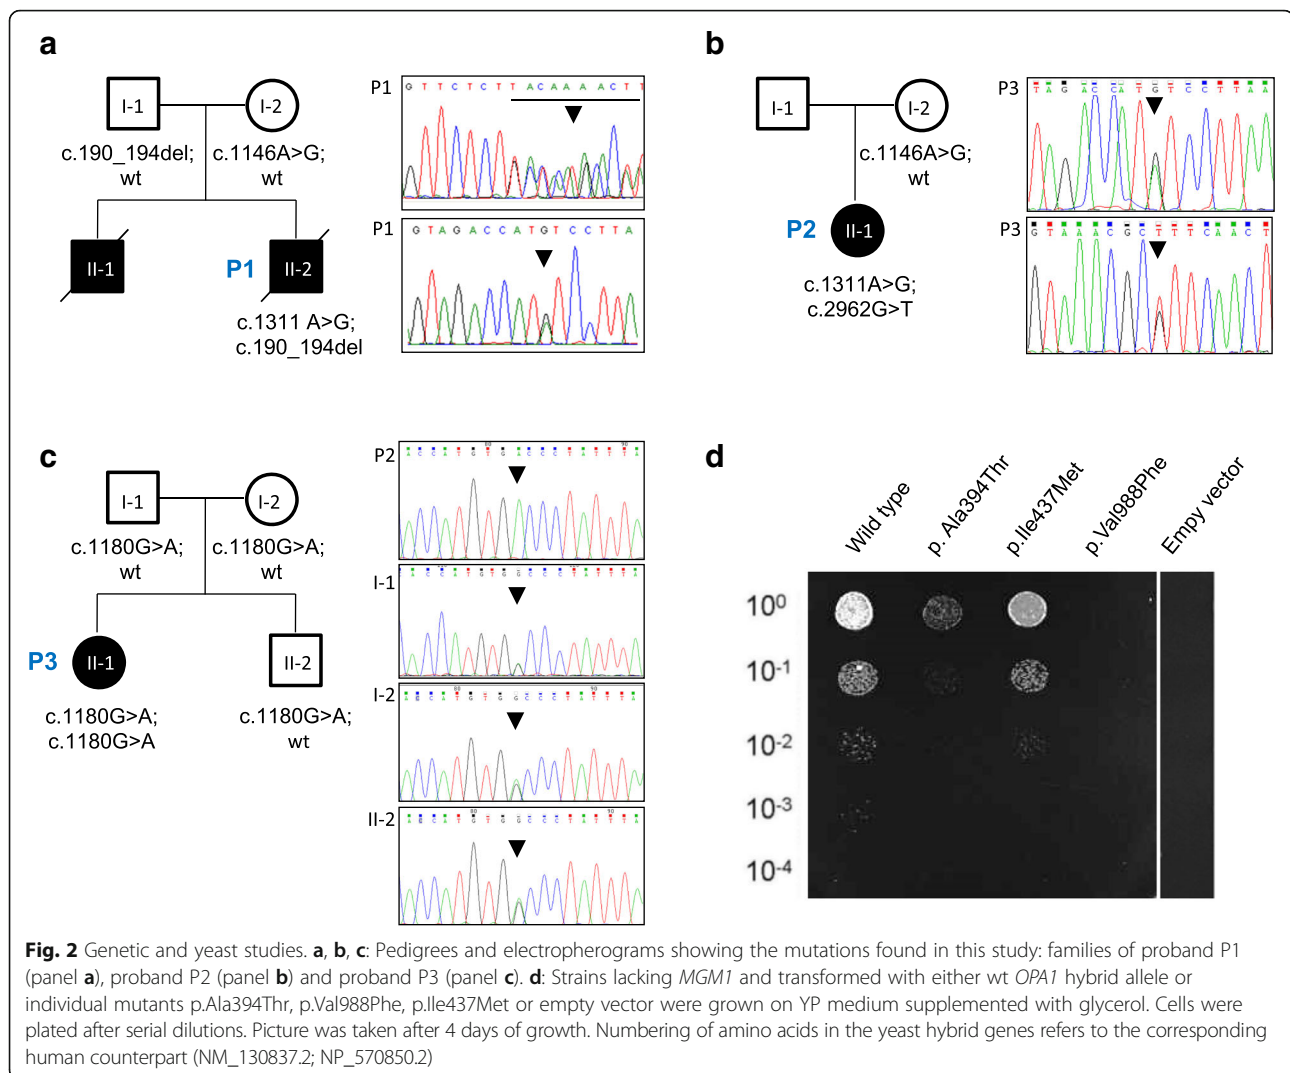 a
I-1
I-2
c.190_194del;
wt
c.1146A>G;
wt
II-1
P1
II-2
c.1311 A>G;
c.190_194del
P1
G T T C T C T T A C A A A A C T T
P1
G T A G A C C A T G T C C T T A
b
I-1
I-2
c.1146A>G;
wt
P2
II-1
c.1311A>G;
c.2962G>T
P3
T A G A C C A T G T C C T T A A
P3
G T A A A C G C T T T C A A C T
c
I-1
I-2
c.1180G>A;
wt
c.1180G>A;
wt
P3
II-1
II-2
c.1180G>A;
c.1180G>A
c.1180G>A;
wt
P2
80
90
A C C A T G T G A C C C T A T T T A
I-1
A C C A T G T G G C C C T A T T T A
I-2
80
90
II-2
80
90
d
Wild type
p. Ala394Thr
p.Ile437Met
p.Val988Phe
Empy vector
10⁰
10⁻¹
10⁻²
10⁻³
10⁻⁴
Fig. 2 Genetic and yeast studies. a, b, c: Pedigrees and electropherograms showing the mutations found in this study: families of proband P1
(panel a), proband P2 (panel b) and proband P3 (panel c). d: Strains lacking MGM1 and transformed with either wt OPA1 hybrid allele or
individual mutants p.Ala394Thr, p.Val988Phe, p.Ile437Met or empty vector were grown on YP medium supplemented with glycerol. Cells were
plated after serial dilutions. Picture was taken after 4 days of growth. Numbering of amino acids in the yeast hybrid genes refers to the corresponding
human counterpart (NM_130837.2; NP_570850.2)